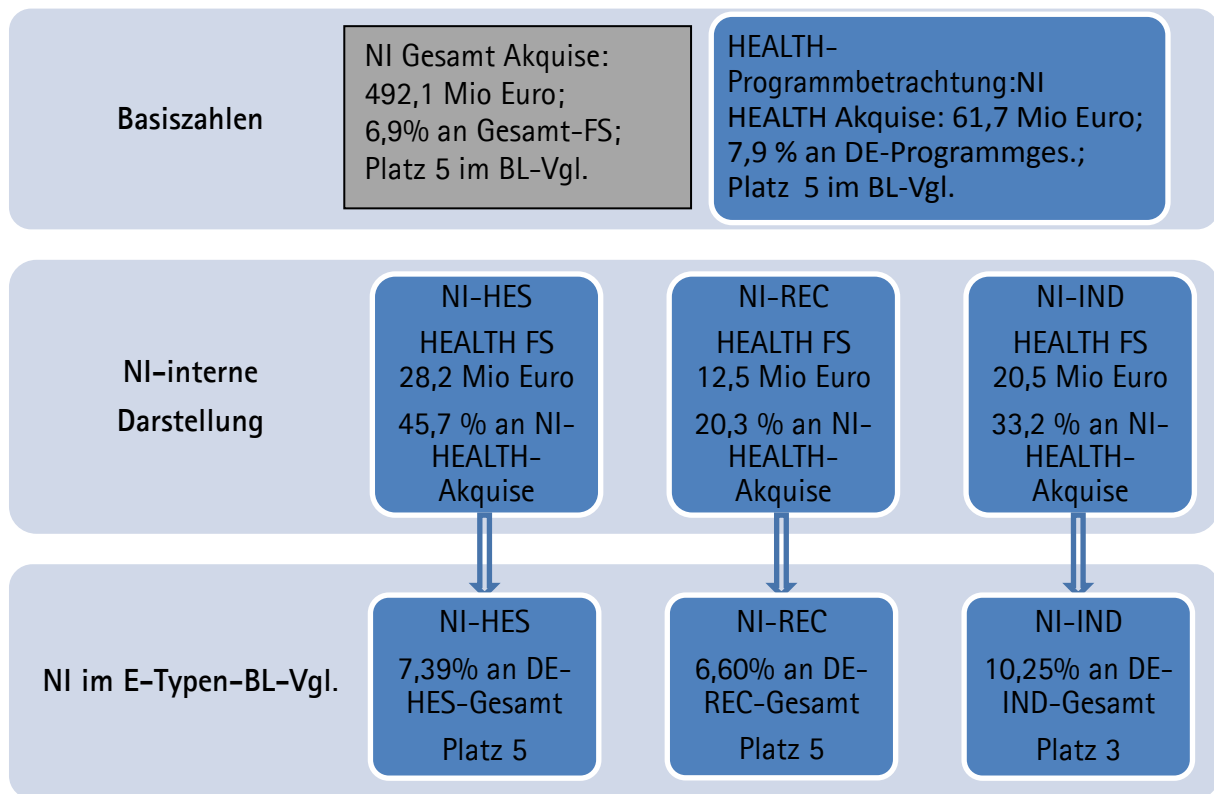 Basiszahlen
NI Gesamt Akquise:
492,1 Mio Euro;
6,9% an Gesamt-FS;
Platz 5 im BL-Vgl.
HEALTH-
Programmbetrachtung:NI
HEALTH Akquise: 61,7 Mio Euro;
7,9 % an DE-Programmges.;
Platz 5 im BL-Vgl.
NI-interne
Darstellung
NI-HES
HEALTH FS
28,2 Mio Euro
45,7 % an NI-
HEALTH-
Akquise
NI-REC
HEALTH FS
12,5 Mio Euro
20,3 % an NI-
HEALTH-
Akquise
NI-IND
HEALTH FS
20,5 Mio Euro
33,2 % an NI-
HEALTH-
Akquise
NI im E-Typen-BL-Vgl.
NI-HES
7,39% an DE-
HES-Gesamt
Platz 5
NI-REC
6,60% an DE-
REC-Gesamt
Platz 5
NI-IND
10,25% an DE-
IND-Gesamt
Platz 3